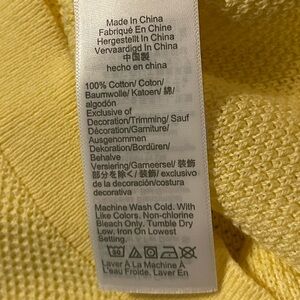 Made In China
Fabriqué En Chine
Hergestellt In China
Vervaardigd In China
中国製
hecho en china
100% Cotton/ Coton/
Baumwolle/ Katoen/ 綿/
algodón
Exclusive of
Decoration/Trimming/ Sauf
Décoration/Garniture/
Ausgenommen
Dekoration/Bordüren/
Behalve
Versiering/Garneersel/ 装飾
部分を除く/ 装飾/ exclusivo
de la decoración/costura
decorativa
Machine Wash Cold. With
Like Colors. Non-chlorine
Bleach Only. Tumble Dry
Low. Iron On Lowest
Setting.
30
Laver À La Machine À
L'eau Froide. Laver En